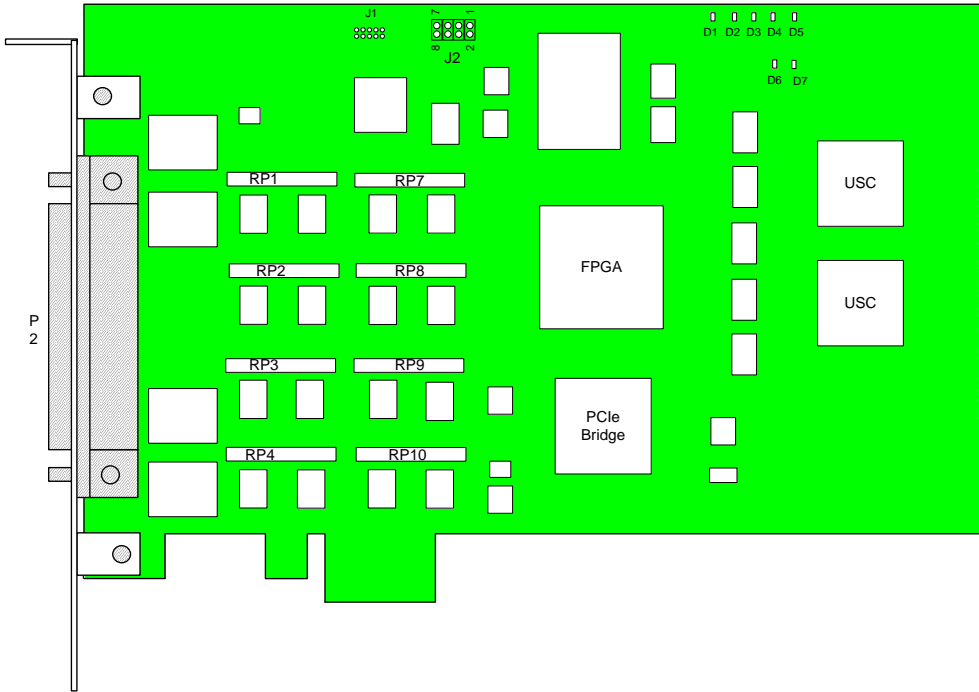 J1
7 1
8 2
J2
D1 D2 D3 D4 D5
D6 D7
RP1
RP7
USC
RP2
RP8
FPGA
USC
P
2
RP3
RP9
PCIe
Bridge
RP4
RP10